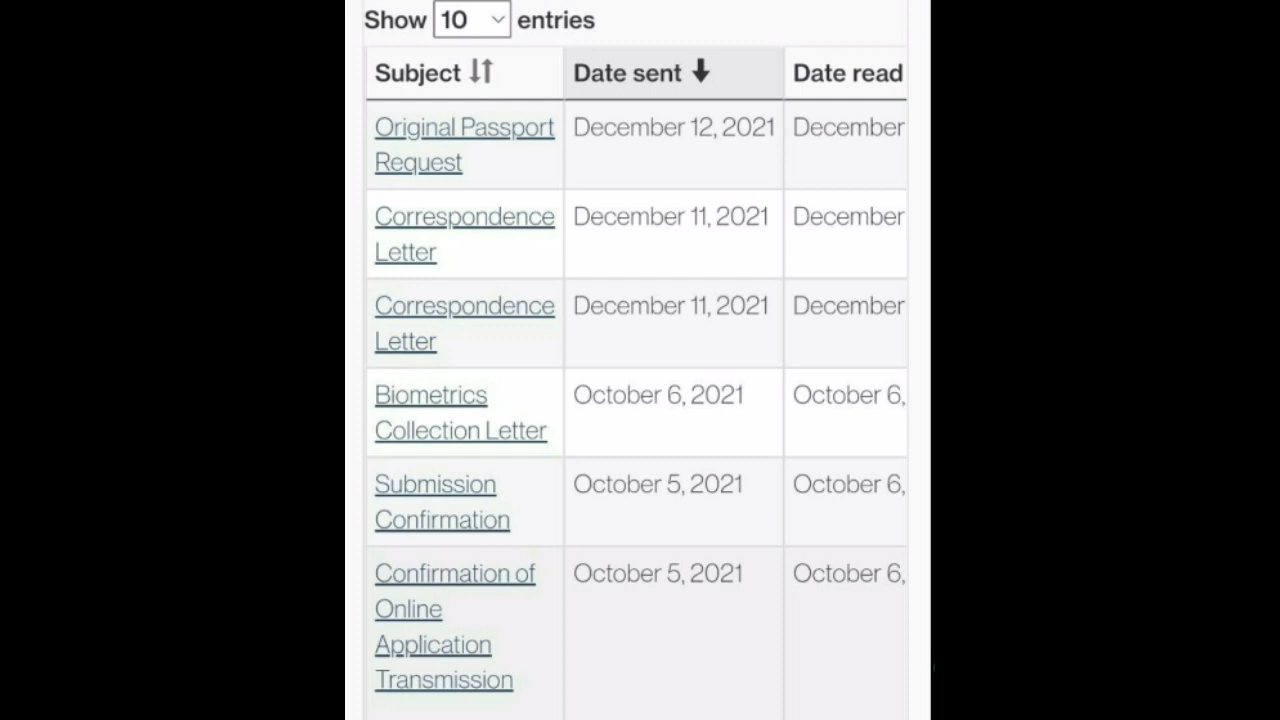 Show 10 entries
Subject Date sent Date read
Original Passport December 12, 2021 December
Request
Correspondence December 11, 2021 December
Letter
Correspondence December 11, 2021 December
Letter
Biometrics October 6, 2021 October 6,
Collection Letter
Submission October 5, 2021 October 6,
Confirmation
Confirmation of October 5, 2021 October 6,
Online
Application
Transmission